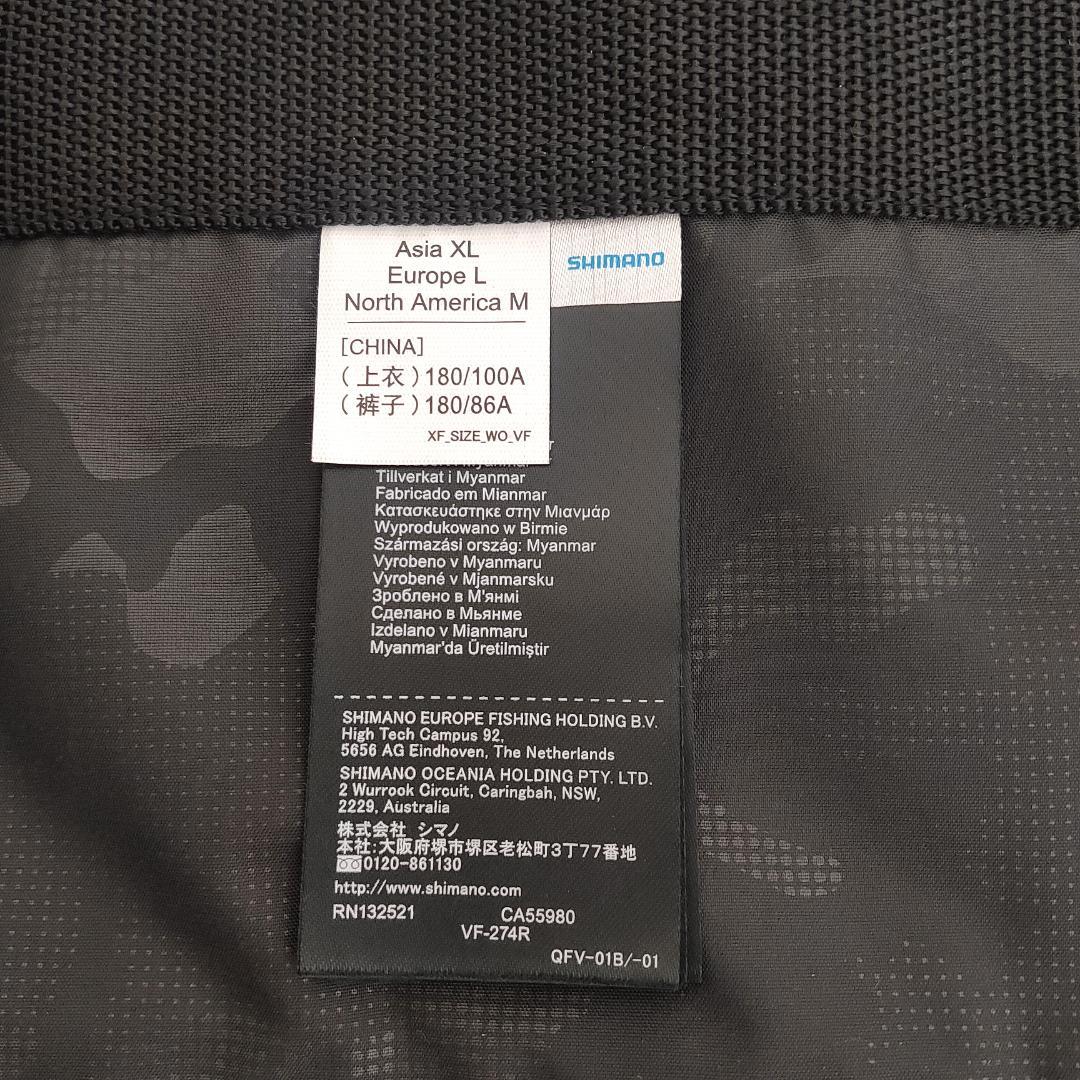 Asia XL
Europe L
North America M
[CHINA]
(上衣)180/100A
(裤子)180/86A
XF_SIZE_WO_VF
SHIMANO
Tillverkat i Myanmar
Fabricado em Mianmar
Κατασκευάστηκε στην Μιανμάρ
Wyprodukowano w Birmie
Származási ország: Myanmar
Vyrobeno v Myanmaru
Vyrobené v Mjanmarsku
Зроблено в М'янмі
Сделано в Мьянме
Izdelano v Mianmaru
Myanmar'da Üretilmiştir
SHIMANO EUROPE FISHING HOLDING B.V.
High Tech Campus 92,
5656 AG Eindhoven, The Netherlands
SHIMANO OCEANIA HOLDING PTY. LTD.
2 Wurrook Circuit, Caringbah, NSW,
2229, Australia
株式会社 シマノ
本社:大阪府堺市堺区老松町3丁77番地
0120-861130
http://www.shimano.com
RN132521 CA55980
VF-274R
QFV-01B/-01